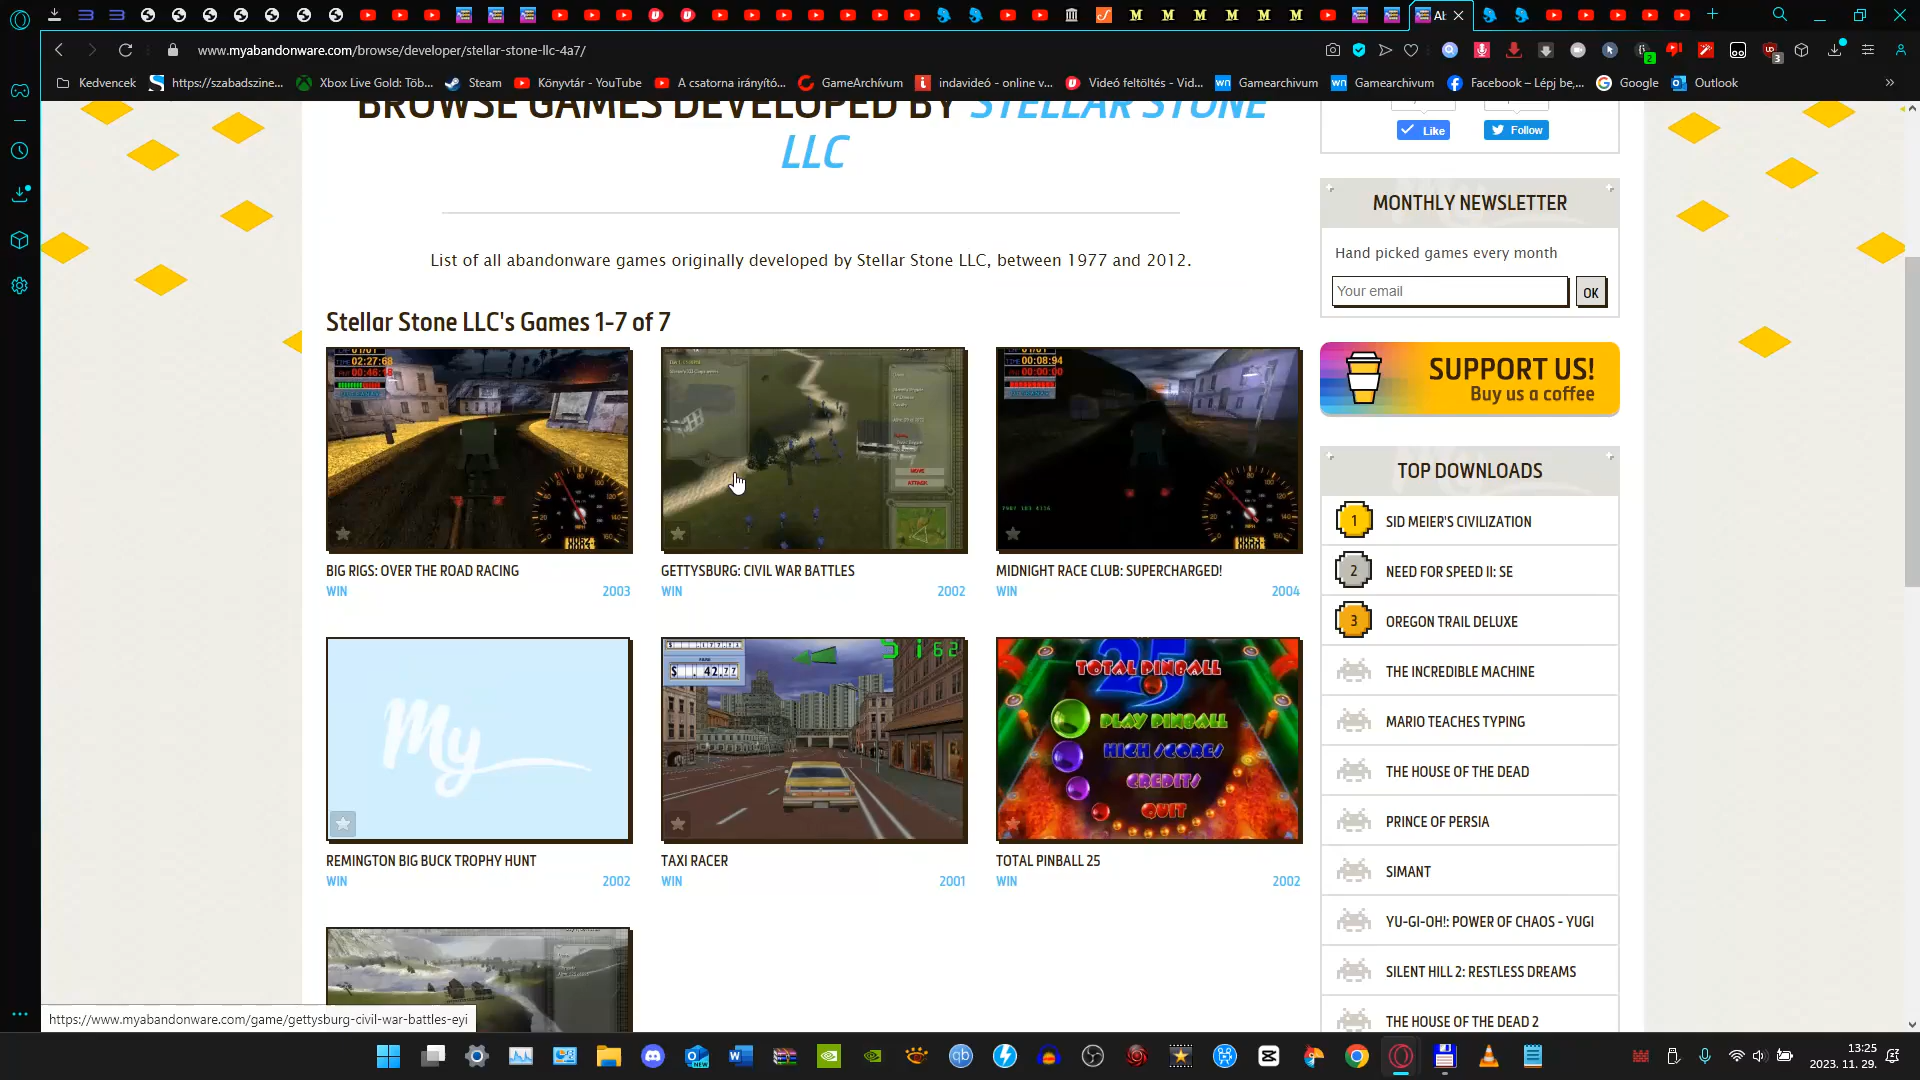 www.myabandonware.com/browse/developer/stellar-stone-llc-4a7/
Kedvencek
https://szabadszine...
Xbox Live Gold: Töb...
Steam
Könyvtár - YouTube
A csatorna irányító...
GameArchívum
indavideó - online v...
Videó feltöltés - Vid...
Gamearchivum
Gamearchivum
Facebook – Lépj be,...
Google
Outlook
BROWSE GAMES DEVELOPED BY STELLAR STONE
LLC
List of all abandonware games originally developed by Stellar Stone LLC, between 1977 and 2012.
Stellar Stone LLC's Games 1-7 of 7
BIG RIGS: OVER THE ROAD RACING
WIN 2003
GETTYSBURG: CIVIL WAR BATTLES
WIN 2002
MIDNIGHT RACE CLUB: SUPERCHARGED!
WIN 2004
My
REMINGTON BIG BUCK TROPHY HUNT
WIN 2002
$ 42.77
TAXI RACER
WIN 2001
25
TOTAL PINBALL
PLAY PINBALL
HIGH SCORES
CREDITS
QUIT
TOTAL PINBALL 25
WIN 2002
Like
Follow
MONTHLY NEWSLETTER
Hand picked games every month
Your email
OK
SUPPORT US!
Buy us a coffee
TOP DOWNLOADS
1 SID MEIER'S CIVILIZATION
2 NEED FOR SPEED II: SE
3 OREGON TRAIL DELUXE
THE INCREDIBLE MACHINE
MARIO TEACHES TYPING
THE HOUSE OF THE DEAD
PRINCE OF PERSIA
SIMANT
YU-GI-OH!: POWER OF CHAOS - YUGI
SILENT HILL 2: RESTLESS DREAMS
THE HOUSE OF THE DEAD 2
https://www.myabandonware.com/game/gettysburg-civil-war-battles-eyi
13:25
2023. 11. 29.